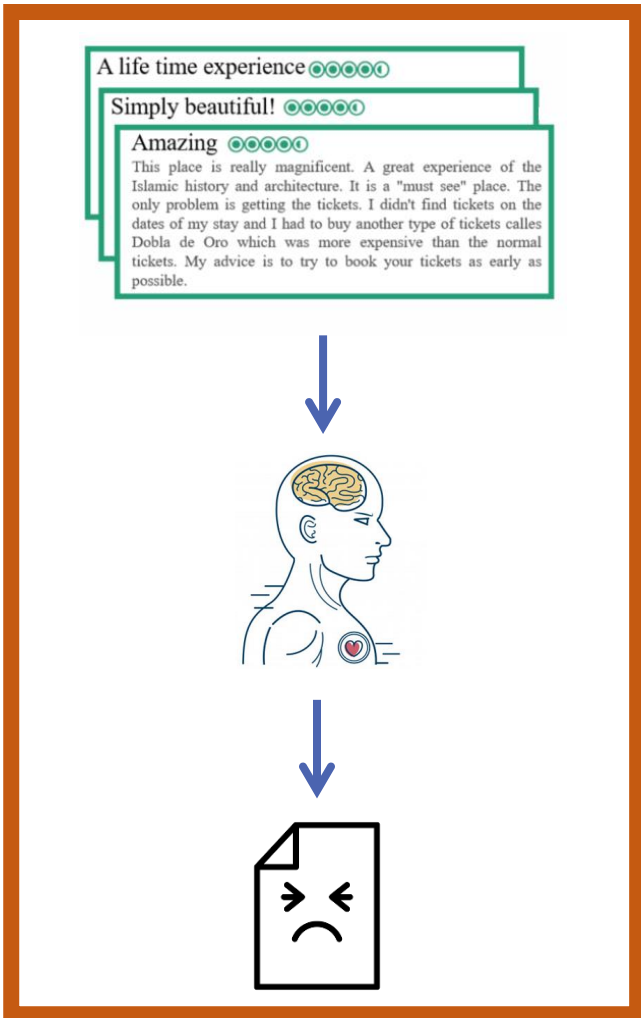 A life time experience
Simply beautiful!
Amazing
This place is really magnificent. A great experience of the
Islamic history and architecture. It is a "must see" place. The
only problem is getting the tickets. I didn't find tickets on the
dates of my stay and I had to buy another type of tickets calles
Dobla de Oro which was more expensive than the normal
tickets. My advice is to try to book your tickets as early as
possible.